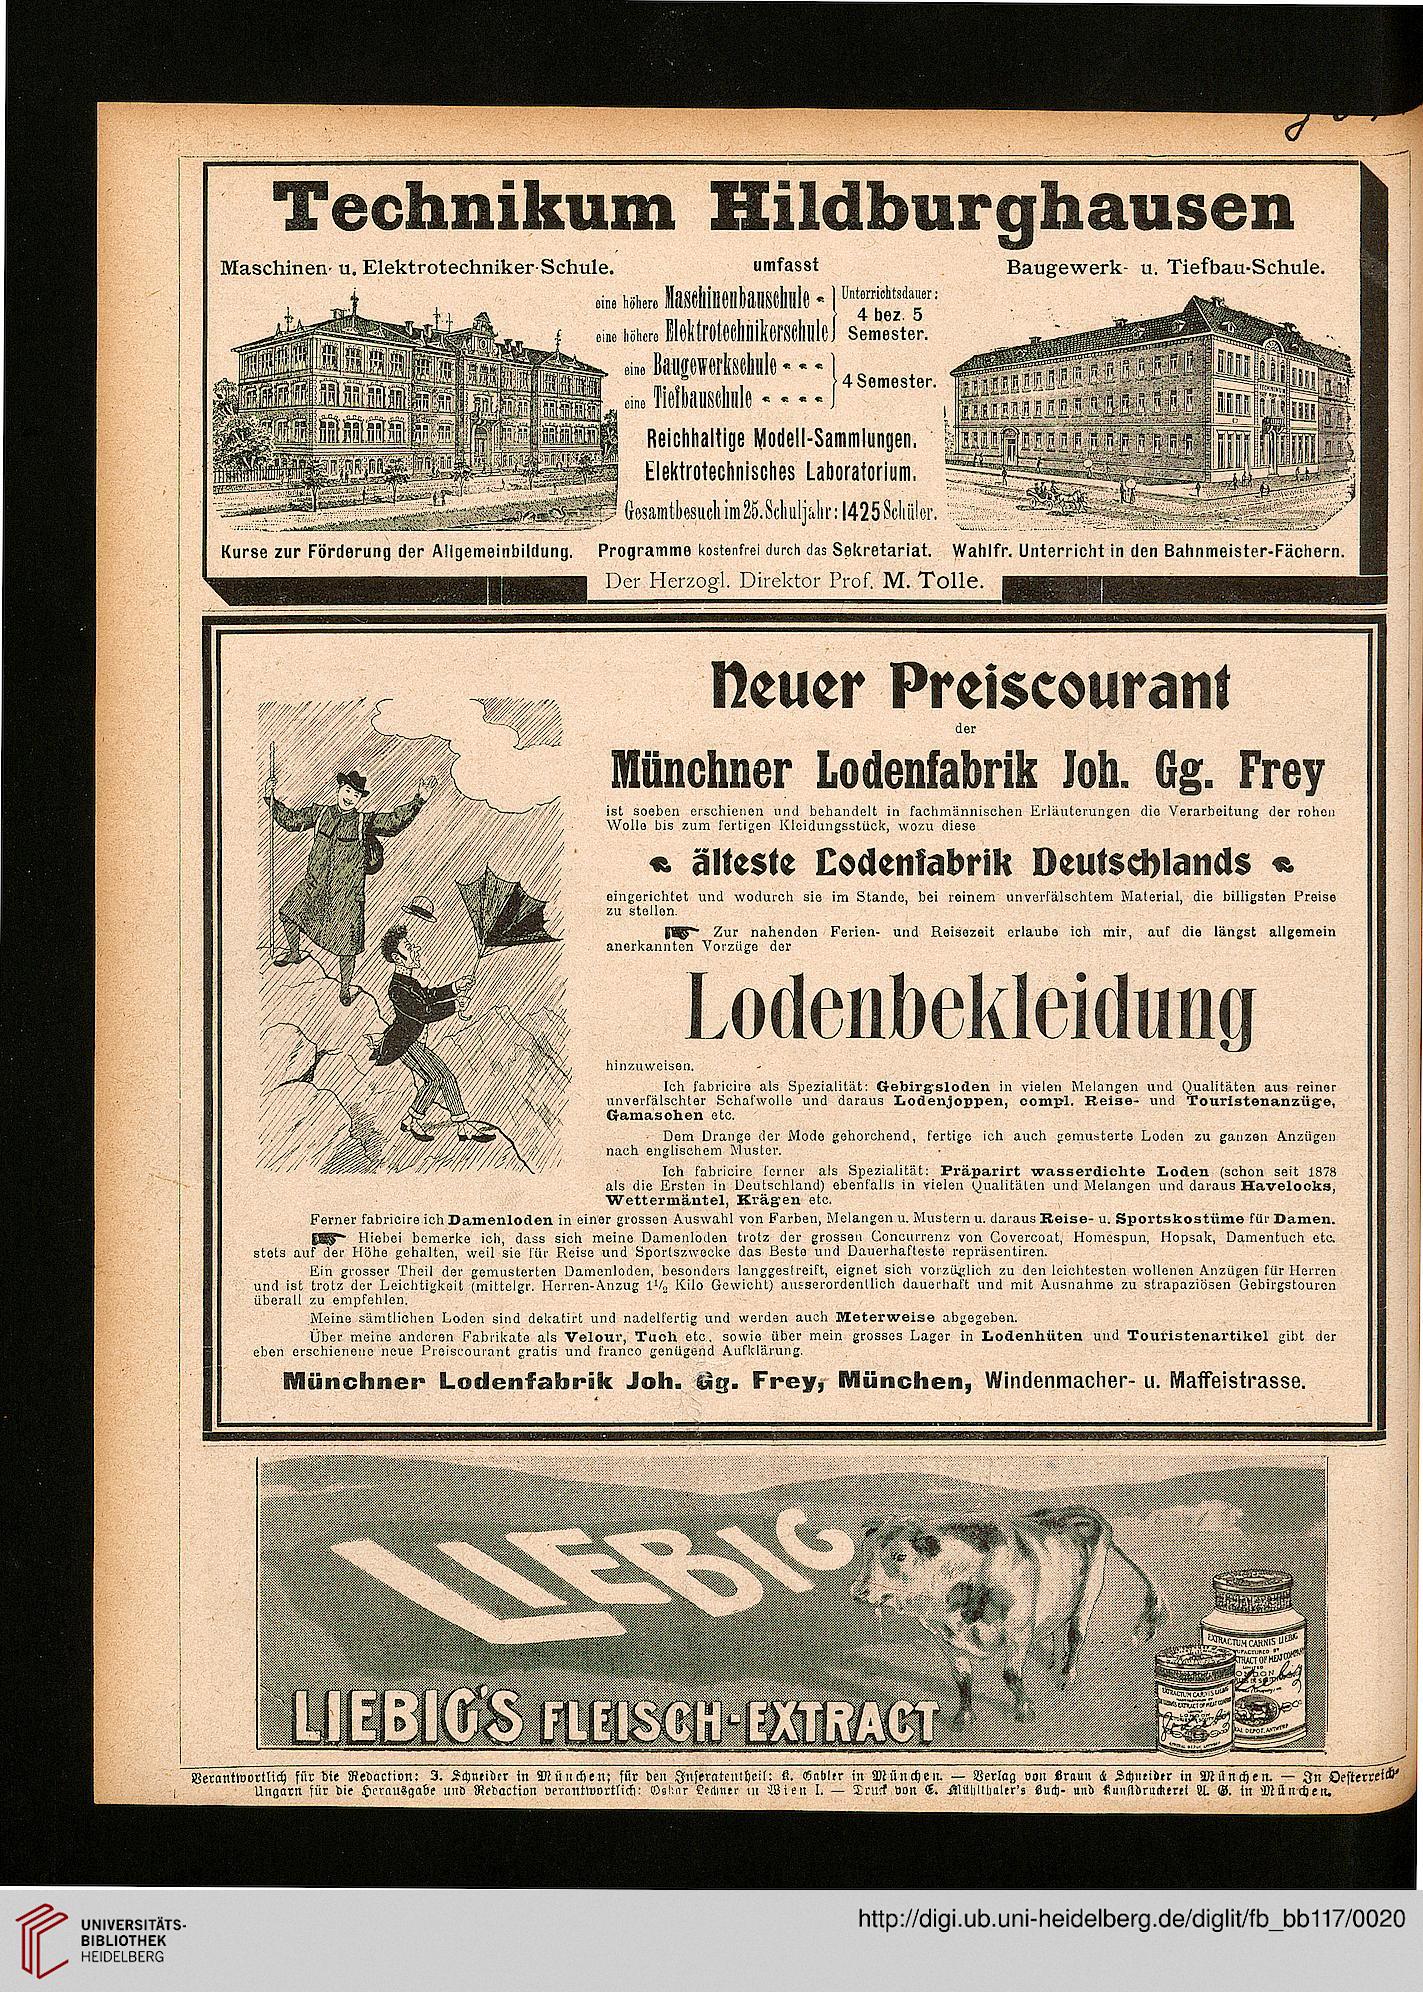 Technikum Hildburghausen
Maschinen- u. Elektrotechniker-Schule.
umfasst
Baugewerk- u. Tiefbau-Schule.
eine höhere Maschinenbauschule
eine höhere Elektrotechnikerschule
Unterrichtsdauer:
4 bez. 5
Semester.
eine Baugewerkschule
eine Tiefbauschule
4 Semester.
Reichhaltige Modell-Sammlungen.
Elektrotechnisches Laboratorium.
Gesamtbesuch im 25. Schuljahr: 1425 Schüler.
Kurse zur Förderung der Allgemeinbildung.
Programme kostenfrei durch das Sekretariat.
Wahlfr. Unterricht in den Bahnmeister-Fächern.
Der Herzogl. Direktor Prof. M. Tolle.
Neuer Preiscourant
der
Münchner Lodenfabrik Joh. Gg. Frey
ist soeben erschienen und behandelt in fachmännischen Erläuterungen die Verarbeitung der rohen
Wolle bis zum fertigen Kleidungsstück, wozu diese
älteste Lodenfabrik Deutschlands
eingerichtet und wodurch sie im Stande, bei reinem unverfälschtem Material, die billigsten Preise
zu stellen.
Zur nahenden Ferien- und Reisezeit erlaube ich mir, auf die längst allgemein
anerkannten Vorzüge der
Lodenbekleidung
hinzuweisen.
Ich fabricire als Spezialität: Gebirgsloden in vielen Melangen und Qualitäten aus reiner
unverfälschter Schafwolle und daraus Lodenjoppen, compl. Reise- und Touristenanzüge,
Gamaschen etc.
Dem Drange der Mode gehorchend, fertige ich auch gemusterte Loden zu ganzen Anzügen
nach englischem Muster.
Ich fabricire ferner als Spezialität: Präparirt wasserdichte Loden (schon seit 1878
als die Ersten in Deutschland) ebenfalls in vielen Qualitäten und Melangen und daraus Havelocks,
Wettermäntel, Krägen etc.
Ferner fabricire ich Damenloden in einer grossen Auswahl von Farben, Melangen u. Mustern u. daraus Reise- u. Sportskostüme für Damen.
Hiebei bemerke ich, dass sich meine Damenloden trotz der grossen Concurrenz von Covercoat, Homespun, Hopsak, Damentuch etc.
stets auf der Höhe gehalten, weil sie für Reise und Sportszwecke das Beste und Dauerhafteste repräsentiren.
Ein grosser Theil der gemusterten Damenloden, besonders langgestreift, eignet sich vorzüglich zu den leichtesten wollenen Anzügen für Herren
und ist trotz der Leichtigkeit (mittelgr. Herren-Anzug 1½ Kilo Gewicht) ausserordentlich dauerhaft und mit Ausnahme zu strapaziösen Gebirgstouren
überall zu empfehlen.
Meine sämtlichen Loden sind dekatirt und nadelfertig und werden auch Meterweise abgegeben.
Über meine anderen Fabrikate als Velour, Tuch etc. sowie über mein grosses Lager in Lodenhüten und Touristenartikel gibt der
eben erschienene neue Preiscourant gratis und franco genügend Aufklärung.
Münchner Lodenfabrik Joh. Gg. Frey, München, Windenmacher- u. Maffeistrasse.
LIEBIG
EXTRACTUM CARNIS LIEBIG
LONDON
LIEBIG'S FLEISCH-EXTRACT
Verantwortlich für die Redaction: J. Schneider in München; für den Inseratentheil: K. Gabler in München. — Verlag von Braun & Schneider in München. — In Oesterreich-
Ungarn für die Herausgabe und Redaction verantwortlich: Oskar Lechner in Wien I. — Druck von E. Mühlthaler's Buch- und Kunstdruckerei A. G. in München.
UNIVERSITÄTS-
BIBLIOTHEK
HEIDELBERG
http://digi.ub.uni-heidelberg.de/diglit/fb_bb117/0020